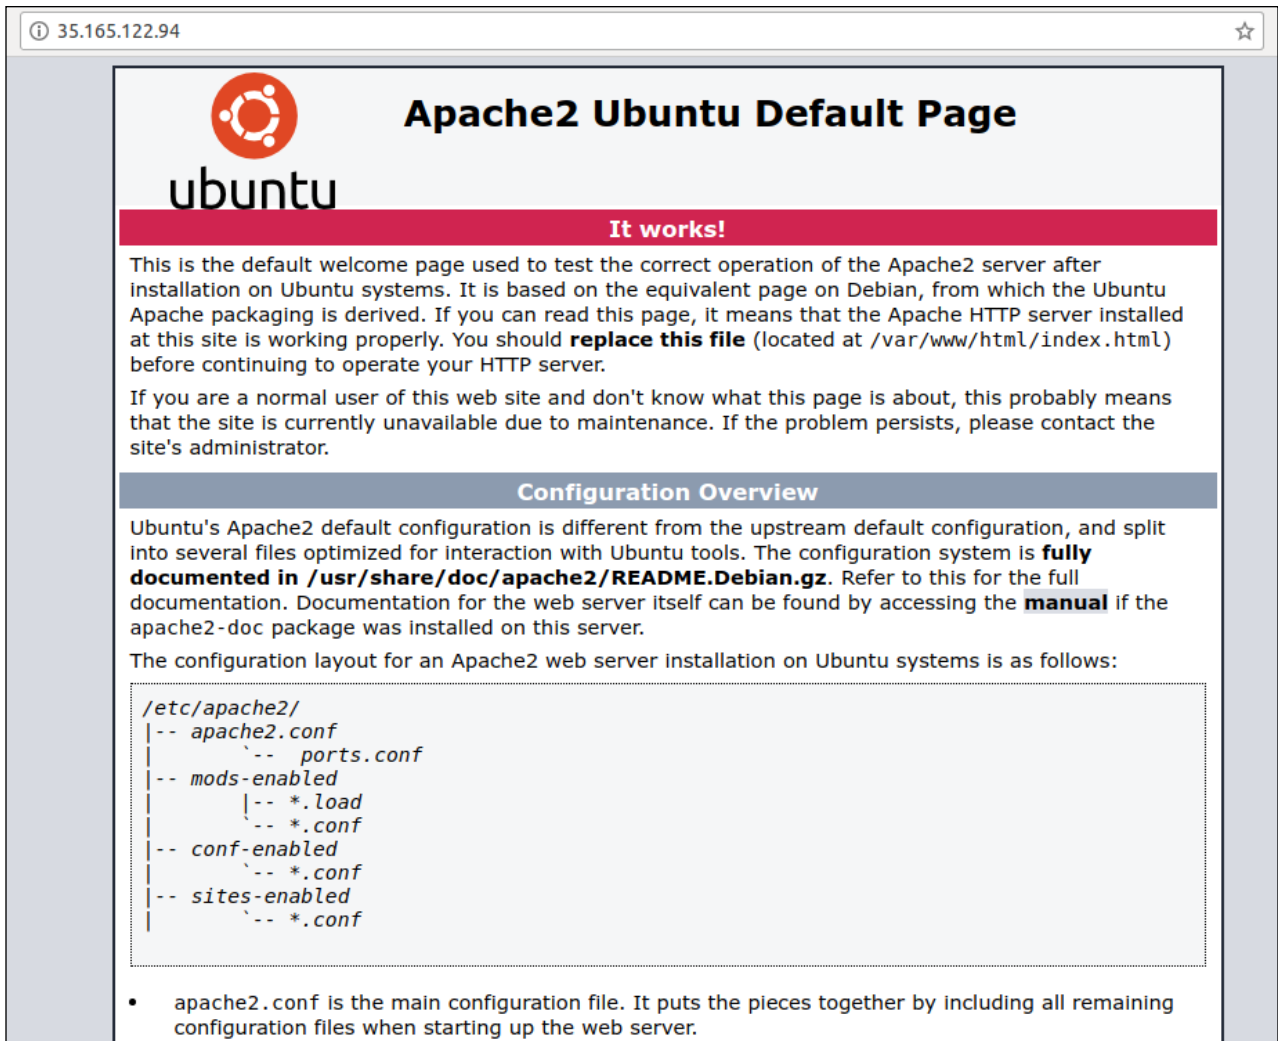 35.165.122.94
Apache2 Ubuntu Default Page
ubuntu
It works!
This is the default welcome page used to test the correct operation of the Apache2 server after
installation on Ubuntu systems. It is based on the equivalent page on Debian, from which the Ubuntu
Apache packaging is derived. If you can read this page, it means that the Apache HTTP server installed
at this site is working properly. You should replace this file (located at /var/www/html/index.html)
before continuing to operate your HTTP server.
If you are a normal user of this web site and don't know what this page is about, this probably means
that the site is currently unavailable due to maintenance. If the problem persists, please contact the
site's administrator.
Configuration Overview
Ubuntu's Apache2 default configuration is different from the upstream default configuration, and split
into several files optimized for interaction with Ubuntu tools. The configuration system is fully
documented in /usr/share/doc/apache2/README.Debian.gz. Refer to this for the full
documentation. Documentation for the web server itself can be found by accessing the manual if the
apache2-doc package was installed on this server.
The configuration layout for an Apache2 web server installation on Ubuntu systems is as follows:
/etc/apache2/
|-- apache2.conf
|       `--  ports.conf
|-- mods-enabled
|       |-- *.load
|       `-- *.conf
|-- conf-enabled
|       `-- *.conf
|-- sites-enabled
|       `-- *.conf
• apache2.conf is the main configuration file. It puts the pieces together by including all remaining
configuration files when starting up the web server.